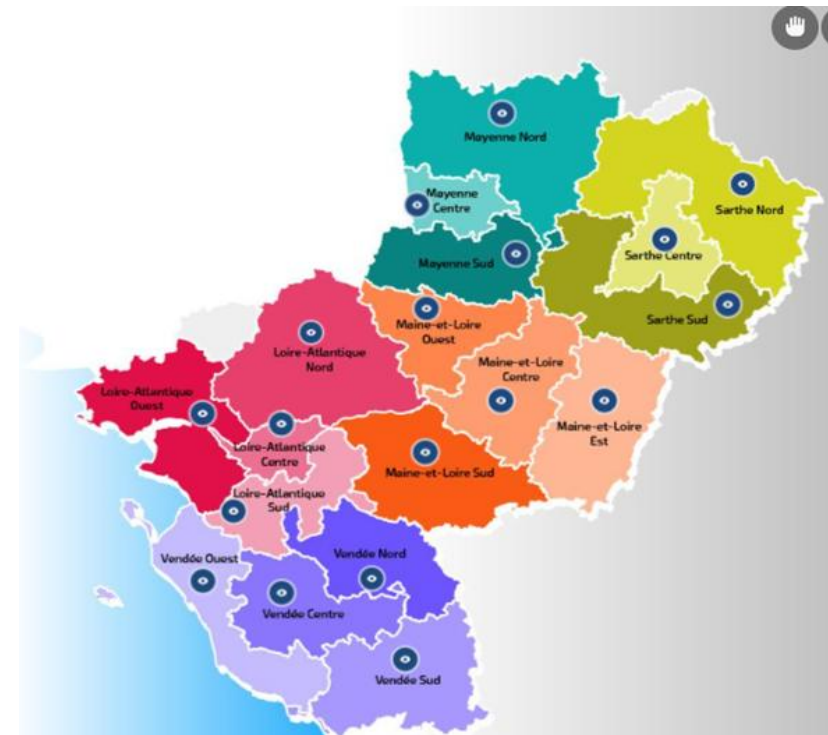 Mayenne Nord
Mayenne
Centre
Sarthe Nord
Mayenne Sud
Sarthe Centre
Sarthe Sud
Maine-et-Loire
Ouest
Loire-Atlantique
Nord
Maine-et-Loire
Centre
Loire-Atlantique
Ouest
Maine-et-Loire
Est
Loire-Atlantique
Centre
Maine-et-Loire Sud
Loire-Atlantique
Sud
Vendée Ouest
Vendée Nord
Vendée Centre
Vendée Sud